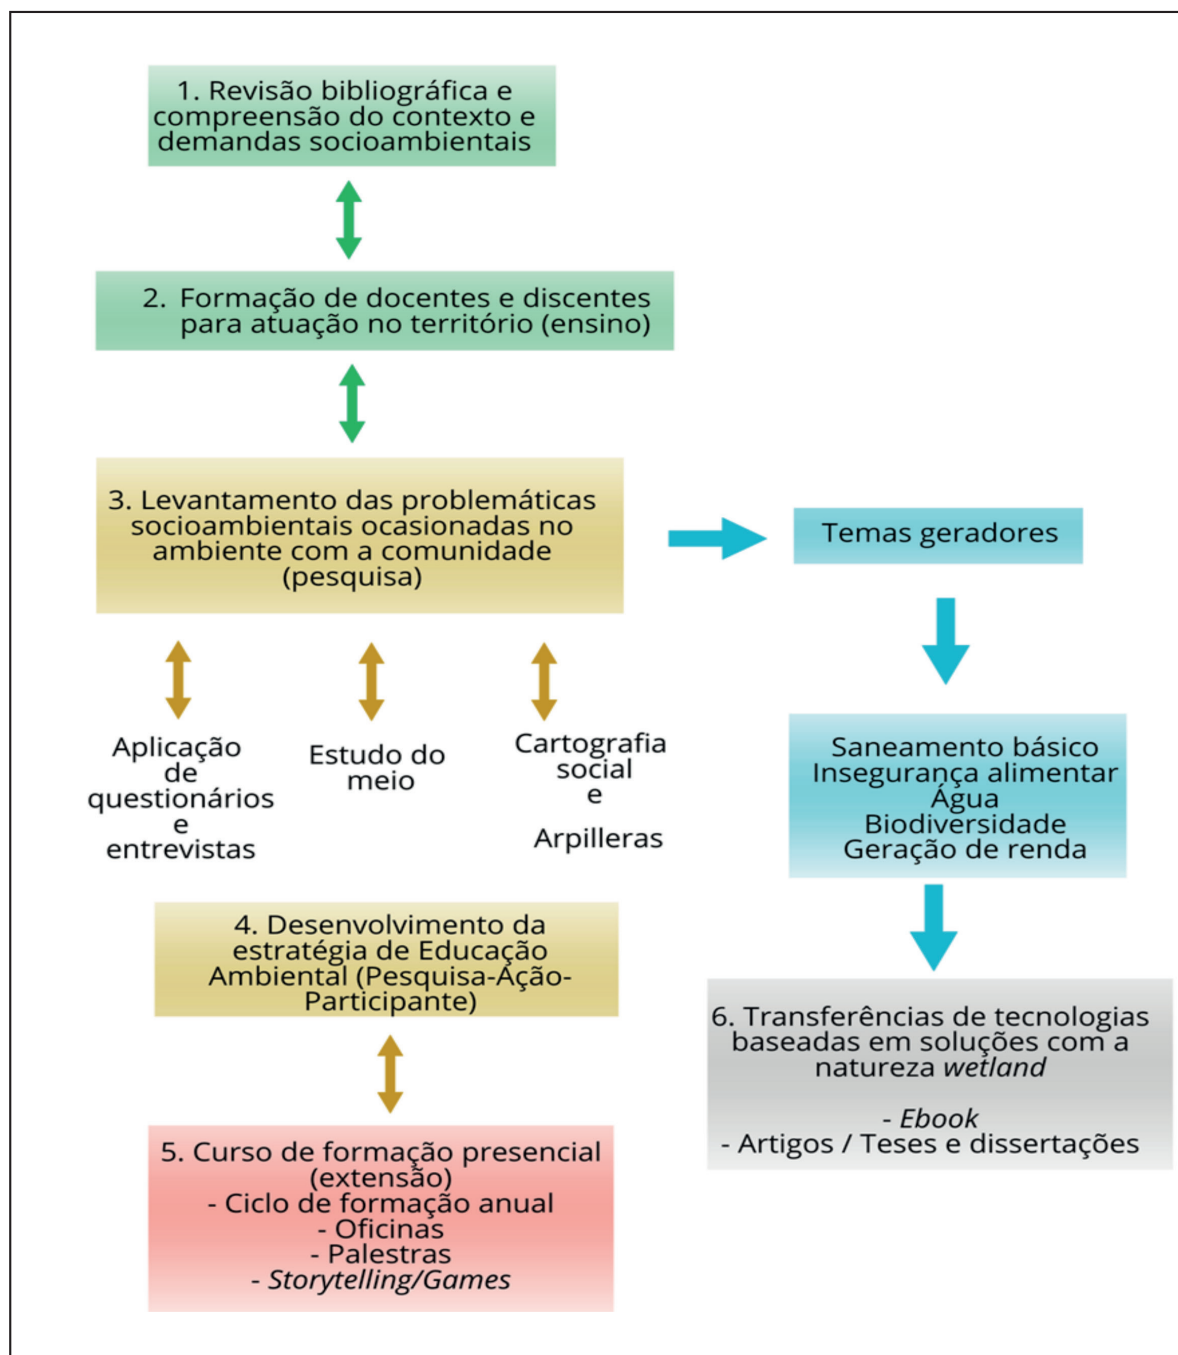 1. Revisão bibliográfica e
compreensão do contexto e
demandas socioambientais
2. Formação de docentes e discentes
para atuação no território (ensino)
3. Levantamento das problemáticas
socioambientais ocasionadas no
ambiente com a comunidade
(pesquisa)
Temas geradores
Aplicação
de
questionários
e
entrevistas
Estudo do
meio
Cartografia
social
e
Arpilleras
Saneamento básico
Insegurança alimentar
Água
Biodiversidade
Geração de renda
4. Desenvolvimento da
estratégia de Educação
Ambiental (Pesquisa-Ação-
Participante)
6. Transferências de tecnologias
baseadas em soluções com a
natureza wetland
- Ebook
- Artigos / Teses e dissertações
5. Curso de formação presencial
(extensão)
- Ciclo de formação anual
- Oficinas
- Palestras
- Storytelling/Games